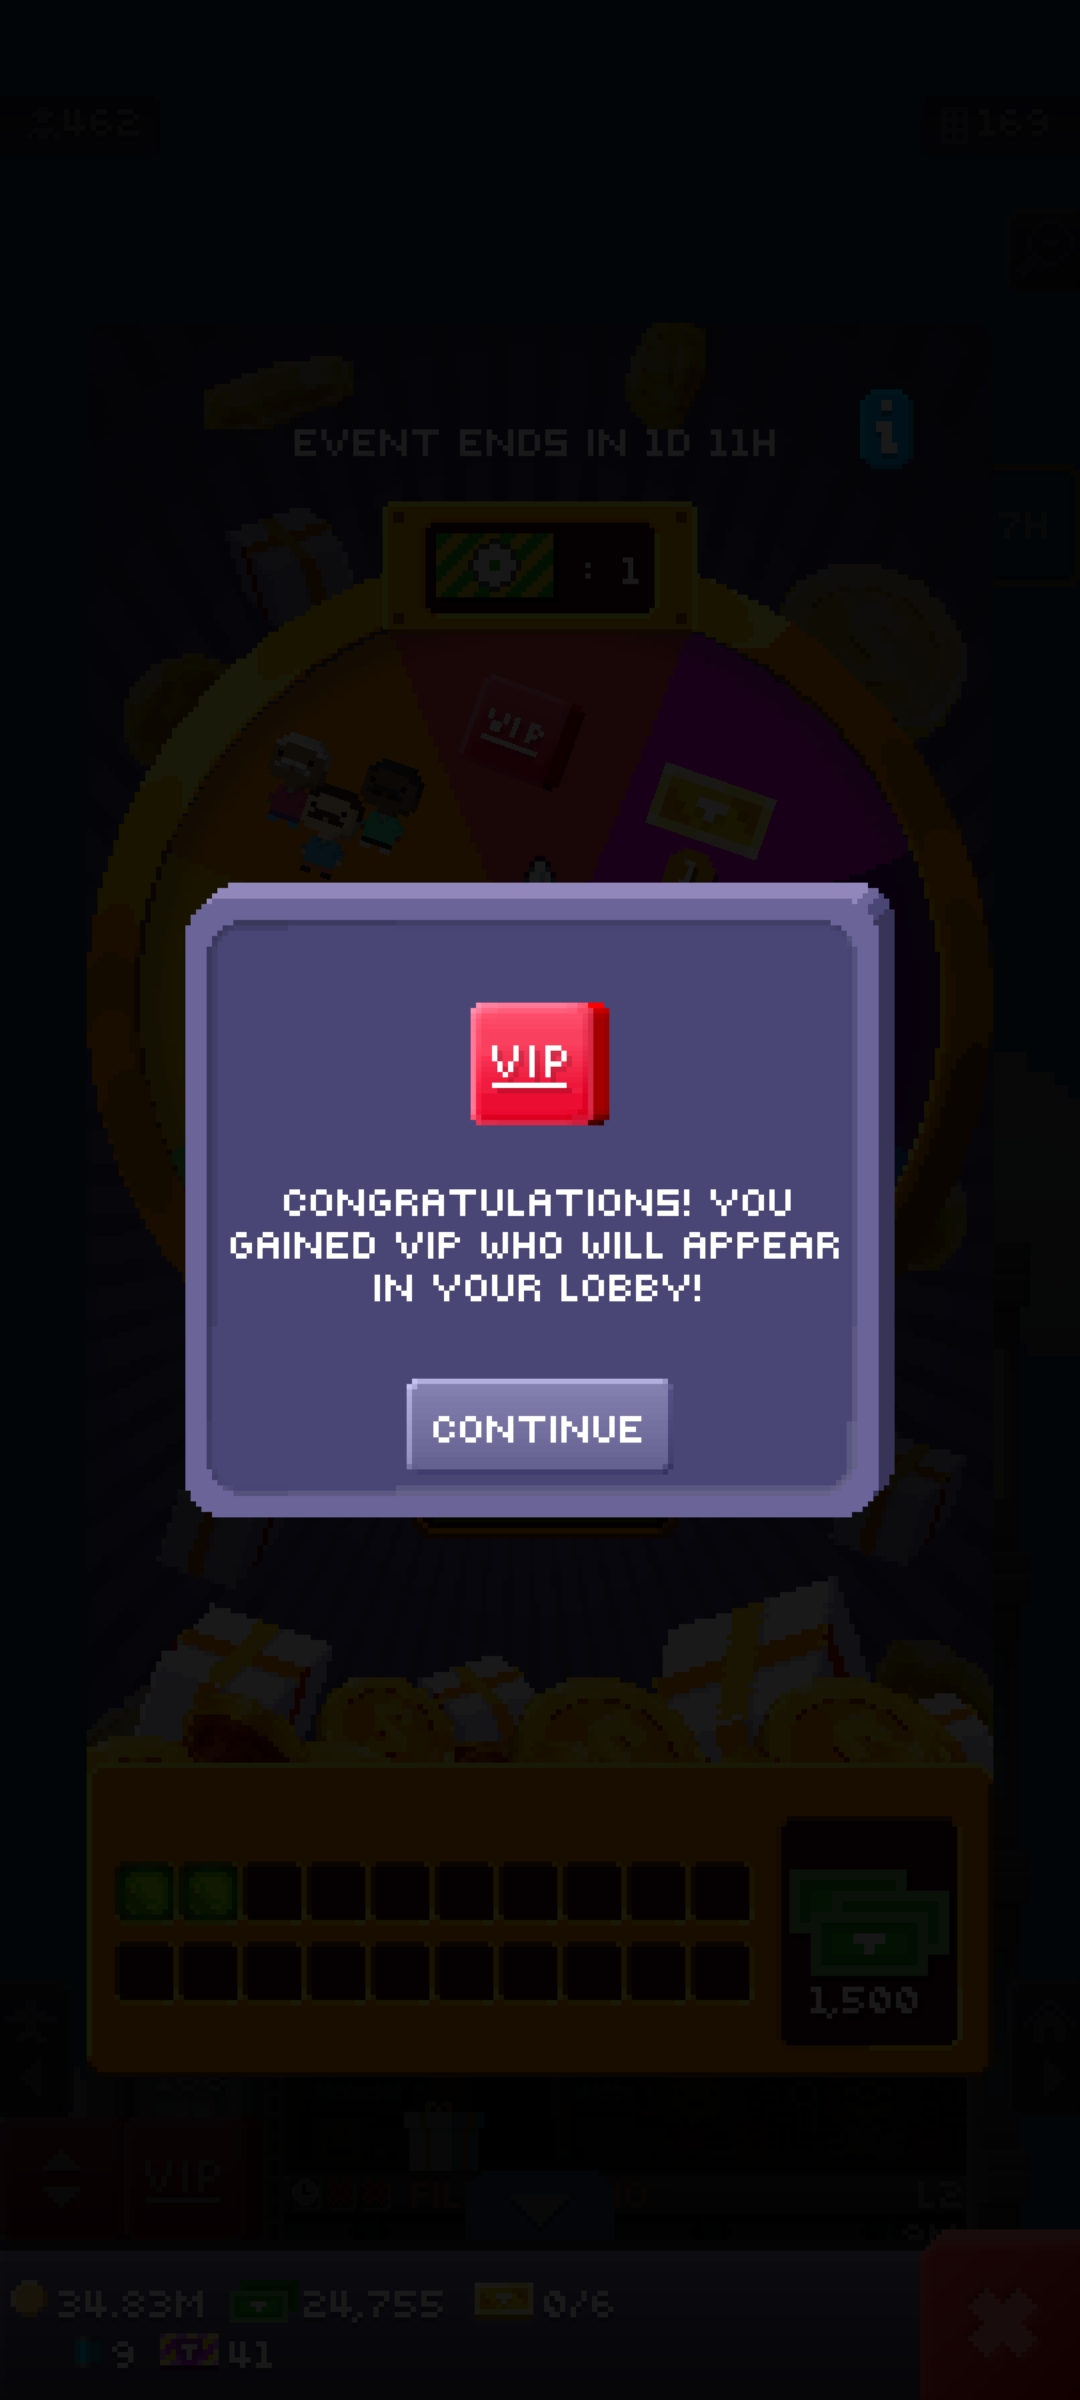 462
169
EVENT ENDS IN 1D 11H
7H
: 1
VIP
1
VIP
CONGRATULATIONS! YOU
GAINED VIP WHO WILL APPEAR
IN YOUR LOBBY!
CONTINUE
1,500
VIP
34.83M 24,755 0/6
9 41